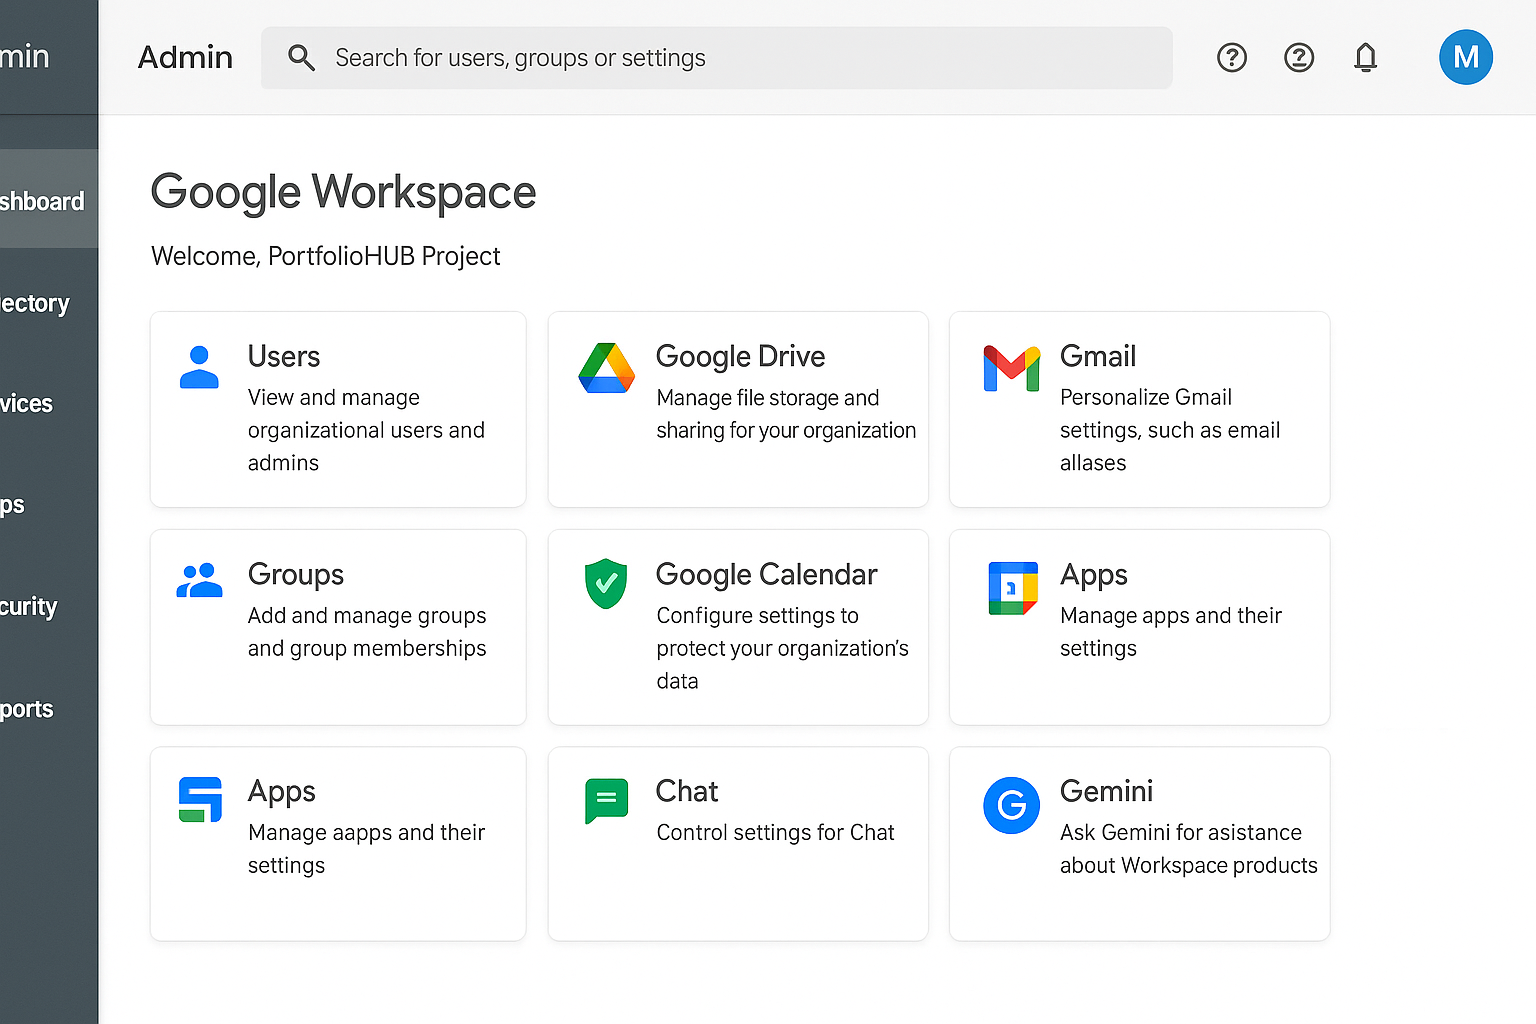 min
Admin
Search for users, groups or settings
M
shboard
Google Workspace
Welcome, PortfolioHUB Project
ectory
vices
ps
curity
ports
Users
View and manage
organizational users and
admins
Google Drive
Manage file storage and
sharing for your organization
Gmail
Personalize Gmail
settings, such as email
allases
Groups
Add and manage groups
and group memberships
Google Calendar
Configure settings to
protect your organization's
data
Apps
Manage apps and their
settings
Apps
Manage aapps and their
settings
Chat
Control settings for Chat
G
Gemini
Ask Gemini for asistance
about Workspace products